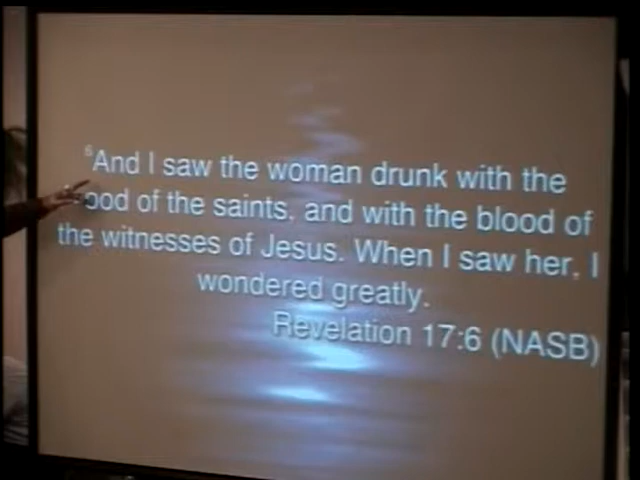 ⁶And I saw the woman drunk with the
ood of the saints, and with the blood of
the witnesses of Jesus. When I saw her, I
wondered greatly.
Revelation 17:6 (NASB)